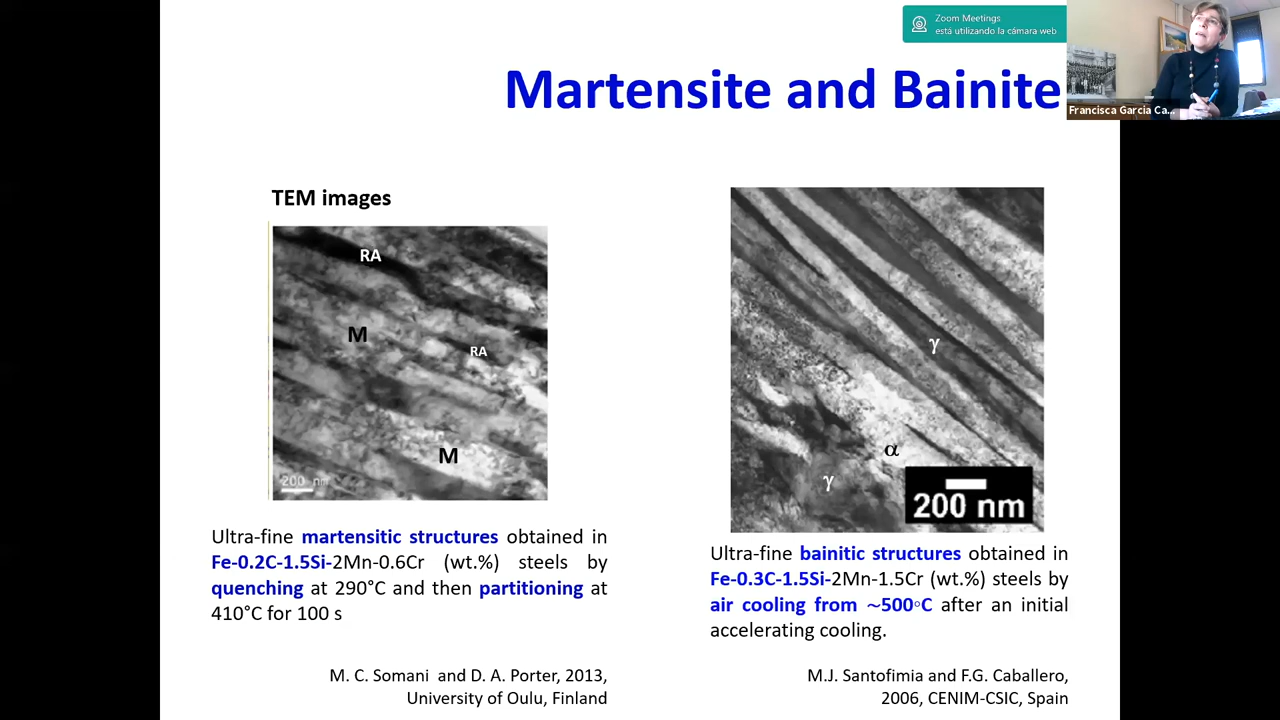 Zoom Meetings
está utilizando la cámara web
Francisca García Ca...
Martensite and Bainite
TEM images
RA
M
RA
M
200 nm
γ
α
γ
200 nm
Ultra-fine martensitic structures obtained in
Fe-0.2C-1.5Si-2Mn-0.6Cr (wt.%) steels by
quenching at 290°C and then partitioning at
410°C for 100 s
Ultra-fine bainitic structures obtained in
Fe-0.3C-1.5Si-2Mn-1.5Cr (wt.%) steels by
air cooling from ~500◦C after an initial
accelerating cooling.
M. C. Somani and D. A. Porter, 2013,
University of Oulu, Finland
M.J. Santofimia and F.G. Caballero,
2006, CENIM-CSIC, Spain